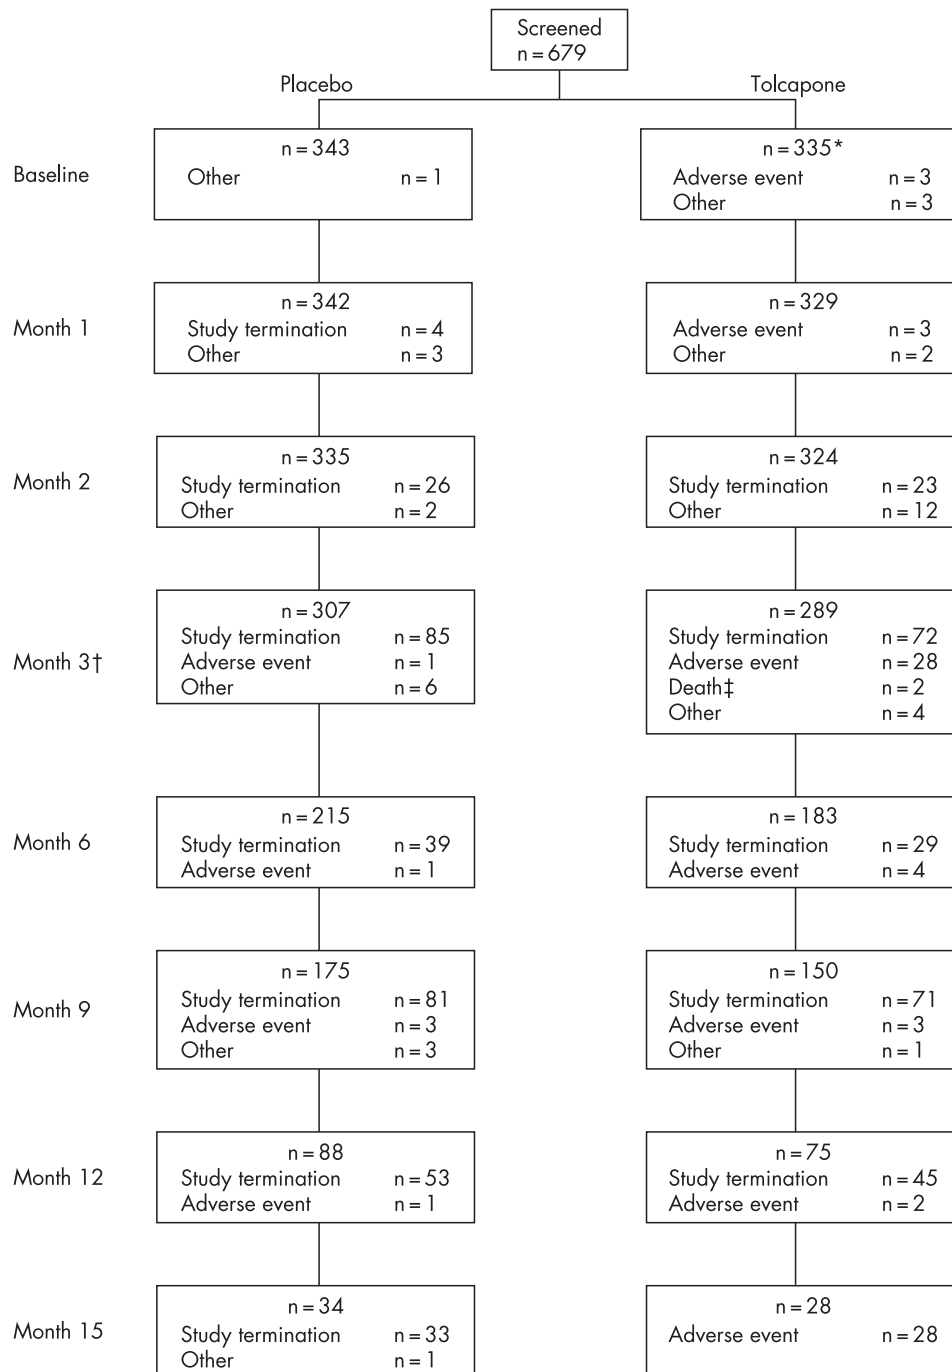 Screened
n = 679
Placebo Tolcapone
Baseline
n = 343
Other n = 1
n = 335*
Adverse event n = 3
Other n = 3
Month 1
n = 342
Study termination n = 4
Other n = 3
n = 329
Adverse event n = 3
Other n = 2
Month 2
n = 335
Study termination n = 26
Other n = 2
n = 324
Study termination n = 23
Other n = 12
Month 3†
n = 307
Study termination n = 85
Adverse event n = 1
Other n = 6
n = 289
Study termination n = 72
Adverse event n = 28
Death‡ n = 2
Other n = 4
Month 6
n = 215
Study termination n = 39
Adverse event n = 1
n = 183
Study termination n = 29
Adverse event n = 4
Month 9
n = 175
Study termination n = 81
Adverse event n = 3
Other n = 3
n = 150
Study termination n = 71
Adverse event n = 3
Other n = 1
Month 12
n = 88
Study termination n = 53
Adverse event n = 1
n = 75
Study termination n = 45
Adverse event n = 2
Month 15
n = 34
Study termination n = 33
Other n = 1
n = 28
Adverse event n = 28